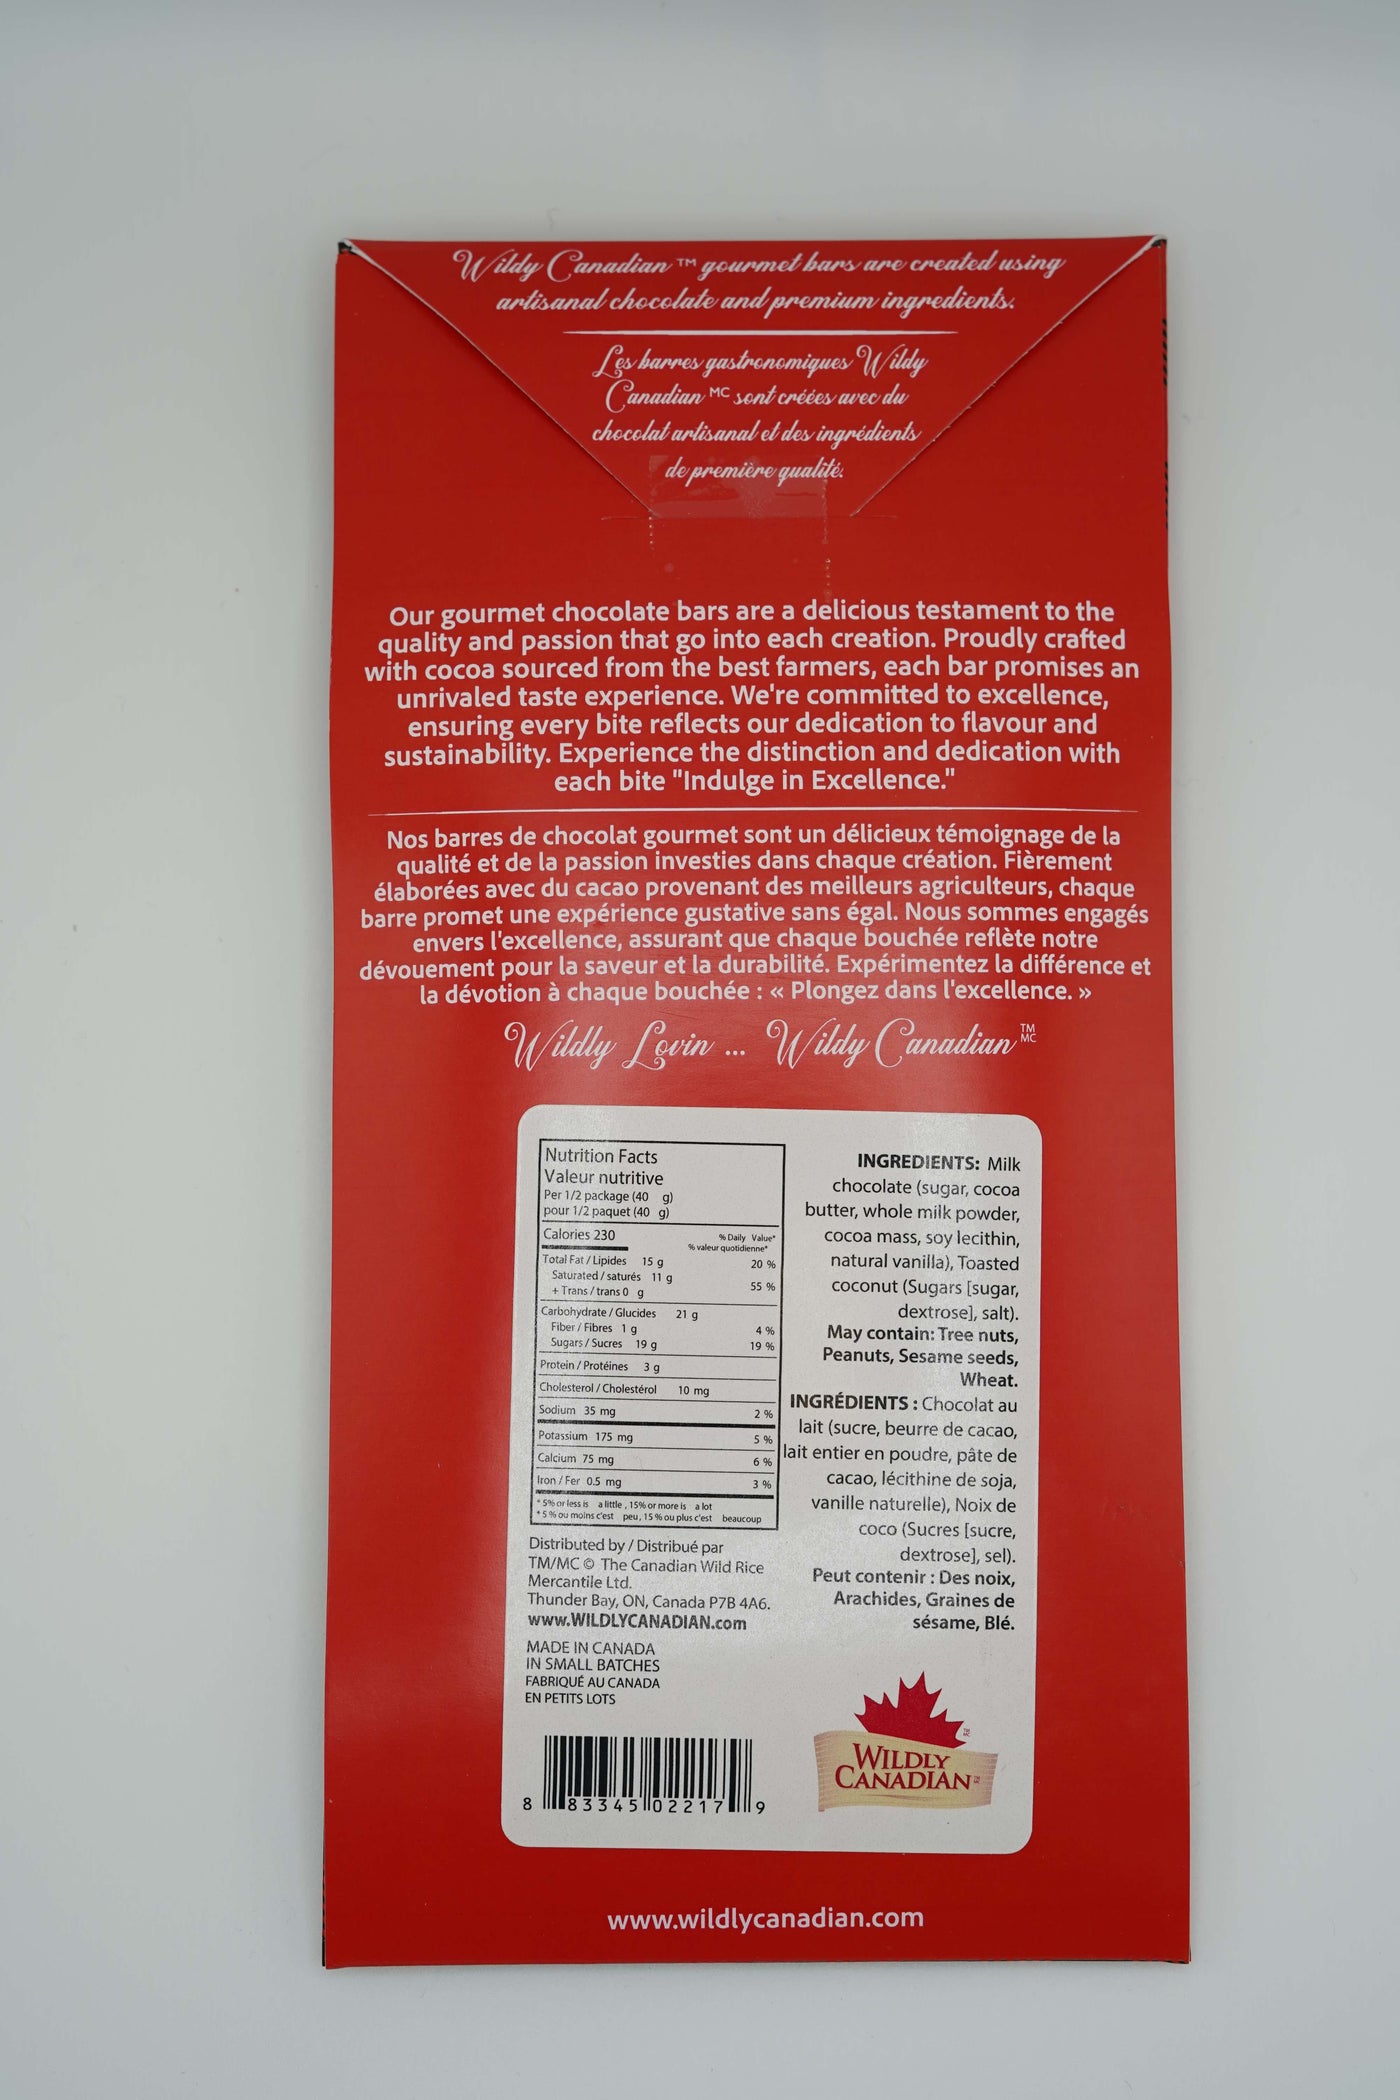 Wildy Canadian™ gourmet bars are created using
artisanal chocolate and premium ingredients.
Les barres gastronomiques Wildy
Canadian MC sont créées avec du
chocolat artisanal et des ingrédients
de première qualité.
Our gourmet chocolate bars are a delicious testament to the
quality and passion that go into each creation. Proudly crafted
with cocoa sourced from the best farmers, each bar promises an
unrivaled taste experience. We're committed to excellence,
ensuring every bite reflects our dedication to flavour and
sustainability. Experience the distinction and dedication with
each bite "Indulge in Excellence."
Nos barres de chocolat gourmet sont un délicieux témoignage de la
qualité et de la passion investies dans chaque création. Fièrement
élaborées avec du cacao provenant des meilleurs agriculteurs, chaque
barre promet une expérience gustative sans égal. Nous sommes engagés
envers l'excellence, assurant que chaque bouchée reflète notre
dévouement pour la saveur et la durabilité. Expérimentez la différence et
la dévotion à chaque bouchée : « Plongez dans l'excellence. »
Wildly Lovin ... Wildy Canadian TM MC
Nutrition Facts
Valeur nutritive
Per 1/2 package (40 g)
pour 1/2 paquet (40 g)
Calories 230 % Daily Value*
% valeur quotidienne*
Total Fat / Lipides 15 g 20 %
Saturated / saturés 11 g
+ Trans / trans 0 g 55 %
Carbohydrate / Glucides 21 g
Fiber / Fibres 1 g 4 %
Sugars / Sucres 19 g 19 %
Protein / Protéines 3 g
Cholesterol / Cholestérol 10 mg
Sodium 35 mg 2 %
Potassium 175 mg 5 %
Calcium 75 mg 6 %
Iron / Fer 0.5 mg 3 %
* 5% or less is a little , 15% or more is a lot
* 5 % ou moins c'est peu, 15 % ou plus c'est beaucoup
Distributed by / Distribué par
TM/MC © The Canadian Wild Rice
Mercantile Ltd.
Thunder Bay, ON, Canada P7B 4A6.
www.WILDLYCANADIAN.com
MADE IN CANADA
IN SMALL BATCHES
FABRIQUÉ AU CANADA
EN PETITS LOTS
8 83345 02217 9
INGREDIENTS: Milk
chocolate (sugar, cocoa
butter, whole milk powder,
cocoa mass, soy lecithin,
natural vanilla), Toasted
coconut (Sugars [sugar,
dextrose], salt).
May contain: Tree nuts,
Peanuts, Sesame seeds,
Wheat.
INGRÉDIENTS : Chocolat au
lait (sucre, beurre de cacao,
lait entier en poudre, pâte de
cacao, lécithine de soja,
vanille naturelle), Noix de
coco (Sucres [sucre,
dextrose], sel).
Peut contenir : Des noix,
Arachides, Graines de
sésame, Blé.
TM MC
WILDLY
CANADIAN
www.wildlycanadian.com